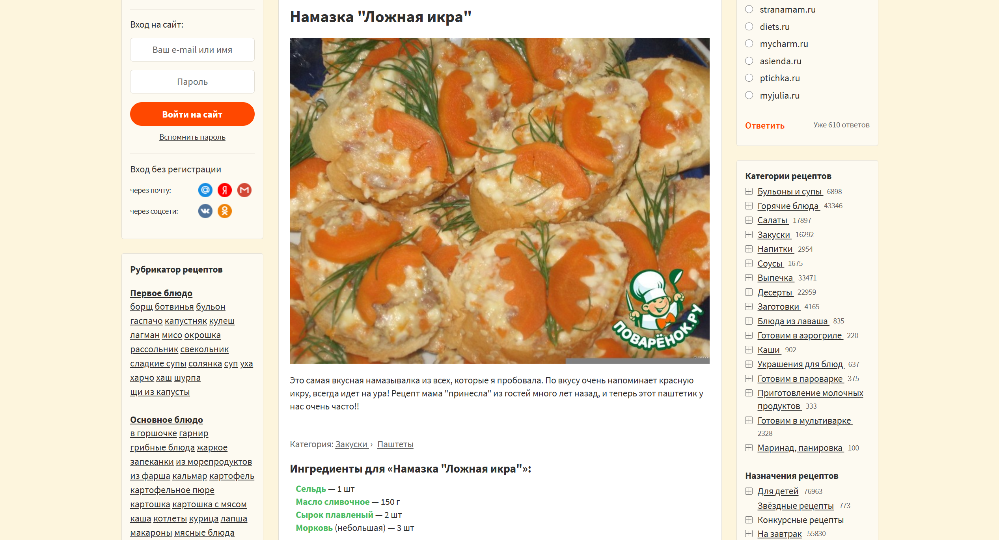 Вход на сайт:
Ваш e-mail или имя
Пароль
Войти на сайт
Вспомнить пароль
Вход без регистрации
через почту:
через соцсети:
Рубрикатор рецептов
Первое блюдо
борщ ботвинья бульон
гаспачо капустняк кулеш
лагман мисо окрошка
рассольник свекольник
сладкие супы солянка суп уха
харчо хаш шурпа
щи из капусты
Основное блюдо
в горшочке гарнир
грибные блюда жаркое
запеканки из морепродуктов
из фарша кальмар картофель
картофельное пюре
картошка картошка с мясом
каша котлеты курица лапша
макароны мясные блюда
Намазка "Ложная икра"
ПОВАРЁНОК.РУ
Это самая вкусная намазывалка из всех, которые я пробовала. По вкусу очень напоминает красную
икру, всегда идет на ура! Рецепт мама "принесла" из гостей много лет назад, и теперь этот паштетик у
нас очень часто!!
Категория: Закуски › Паштеты
Ингредиенты для «Намазка "Ложная икра"»:
Сельдь — 1 шт
Масло сливочное — 150 г
Сырок плавленый — 2 шт
Морковь (небольшая) — 3 шт
stranamam.ru
diets.ru
mycharm.ru
asienda.ru
ptichka.ru
myjulia.ru
Ответить Уже 610 ответов
Категории рецептов
Бульоны и супы 6898
Горячие блюда 43346
Салаты 17897
Закуски 16292
Напитки 2954
Соусы 1675
Выпечка 33471
Десерты 22959
Заготовки 4165
Блюда из лаваша 835
Готовим в аэрогриле 220
Каши 902
Украшения для блюд 637
Готовим в пароварке 375
Приготовление молочных
продуктов 333
Готовим в мультиварке
2328
Маринад, панировка 100
Назначения рецептов
Для детей 76963
Звёздные рецепты 773
Конкурсные рецепты
На завтрак 55830